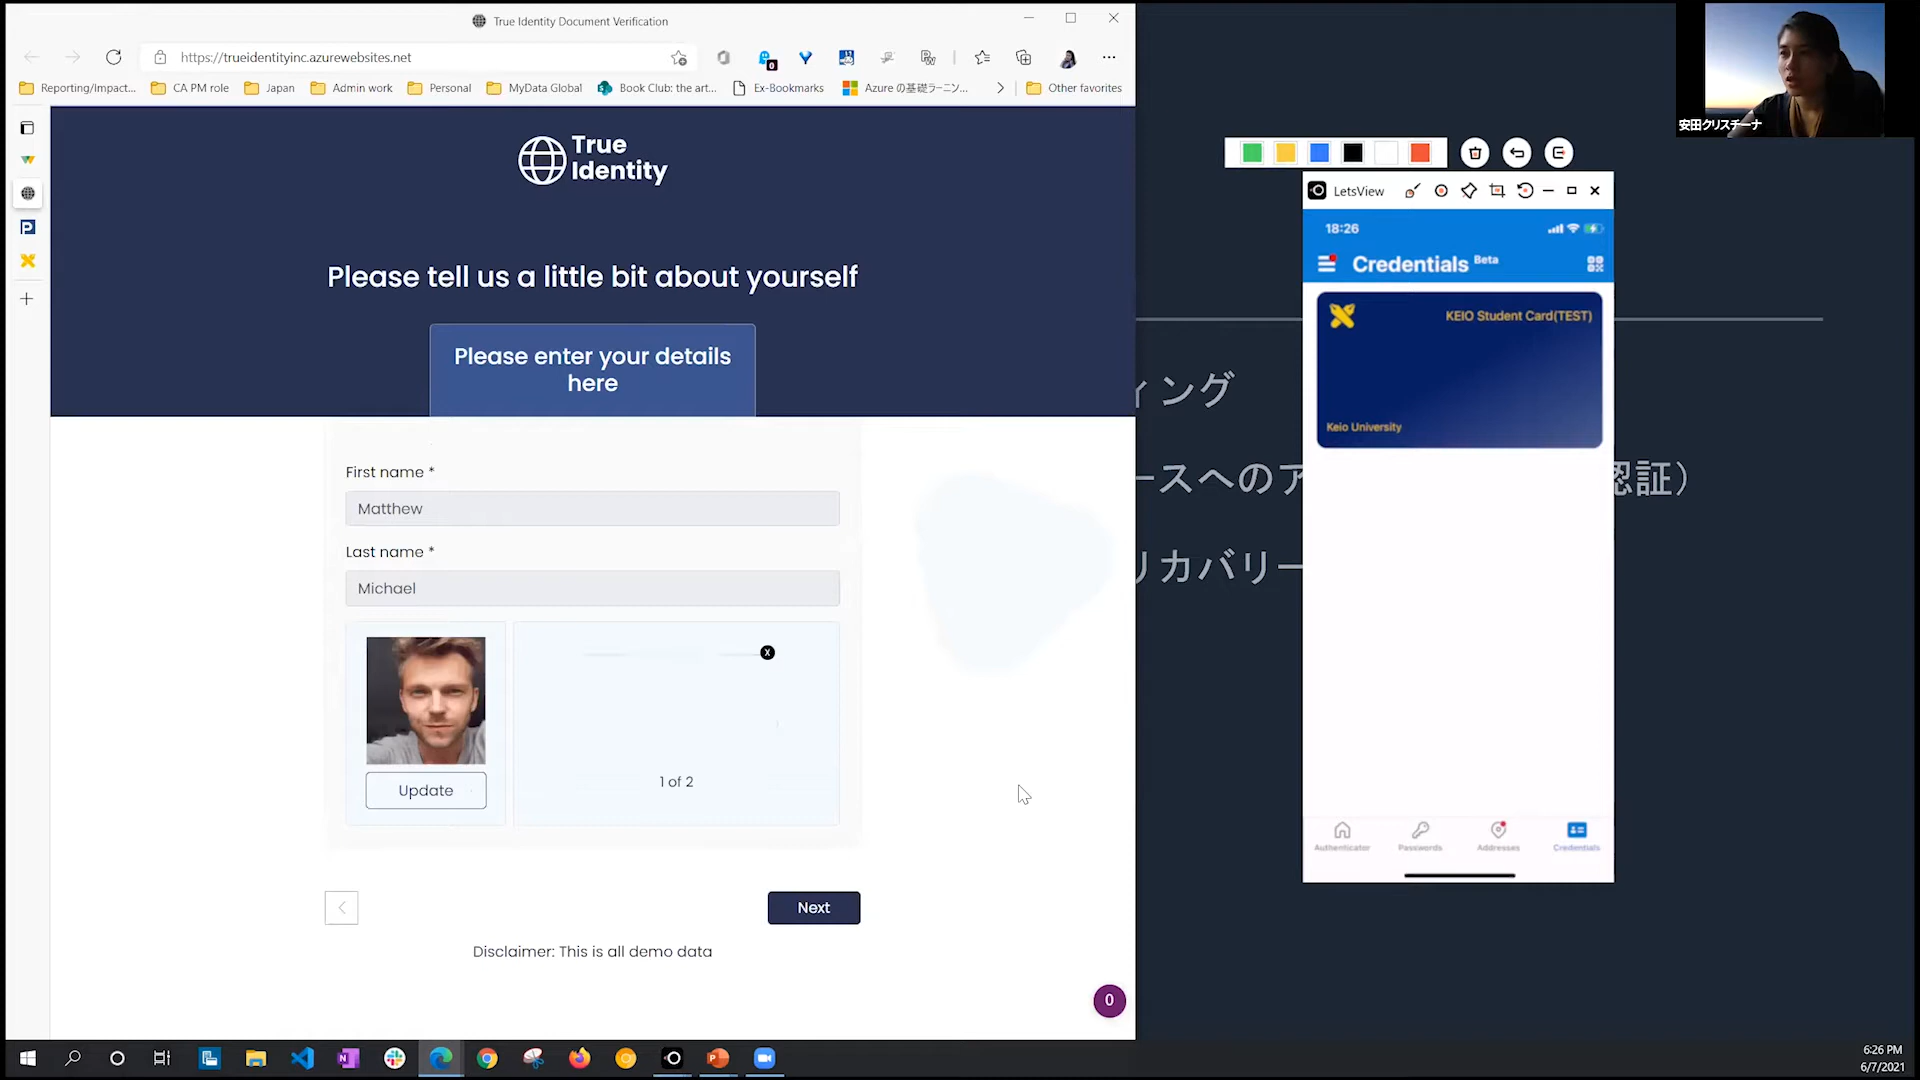 True Identity Document Verification
https://trueidentityinc.azurewebsites.net
Reporting/Impact...
CA PM role
Japan
Admin work
Personal
MyData Global
Book Club: the art...
Ex-Bookmarks
Azure の基礎ラーニン...
Other favorites
True
Identity
Please tell us a little bit about yourself
Please enter your details
here
First name *
Matthew
Last name *
Michael
Update
X
1 of 2
Next
Disclaimer: This is all demo data
0
安田クリスチーナ
LetsView
18:26
Credentials Beta
KEIO Student Card(TEST)
Keio University
Authenticator
Passwords
Addresses
Credentials
ィング
ースへのア
認証）
リカバリー
6:26 PM
6/7/2021